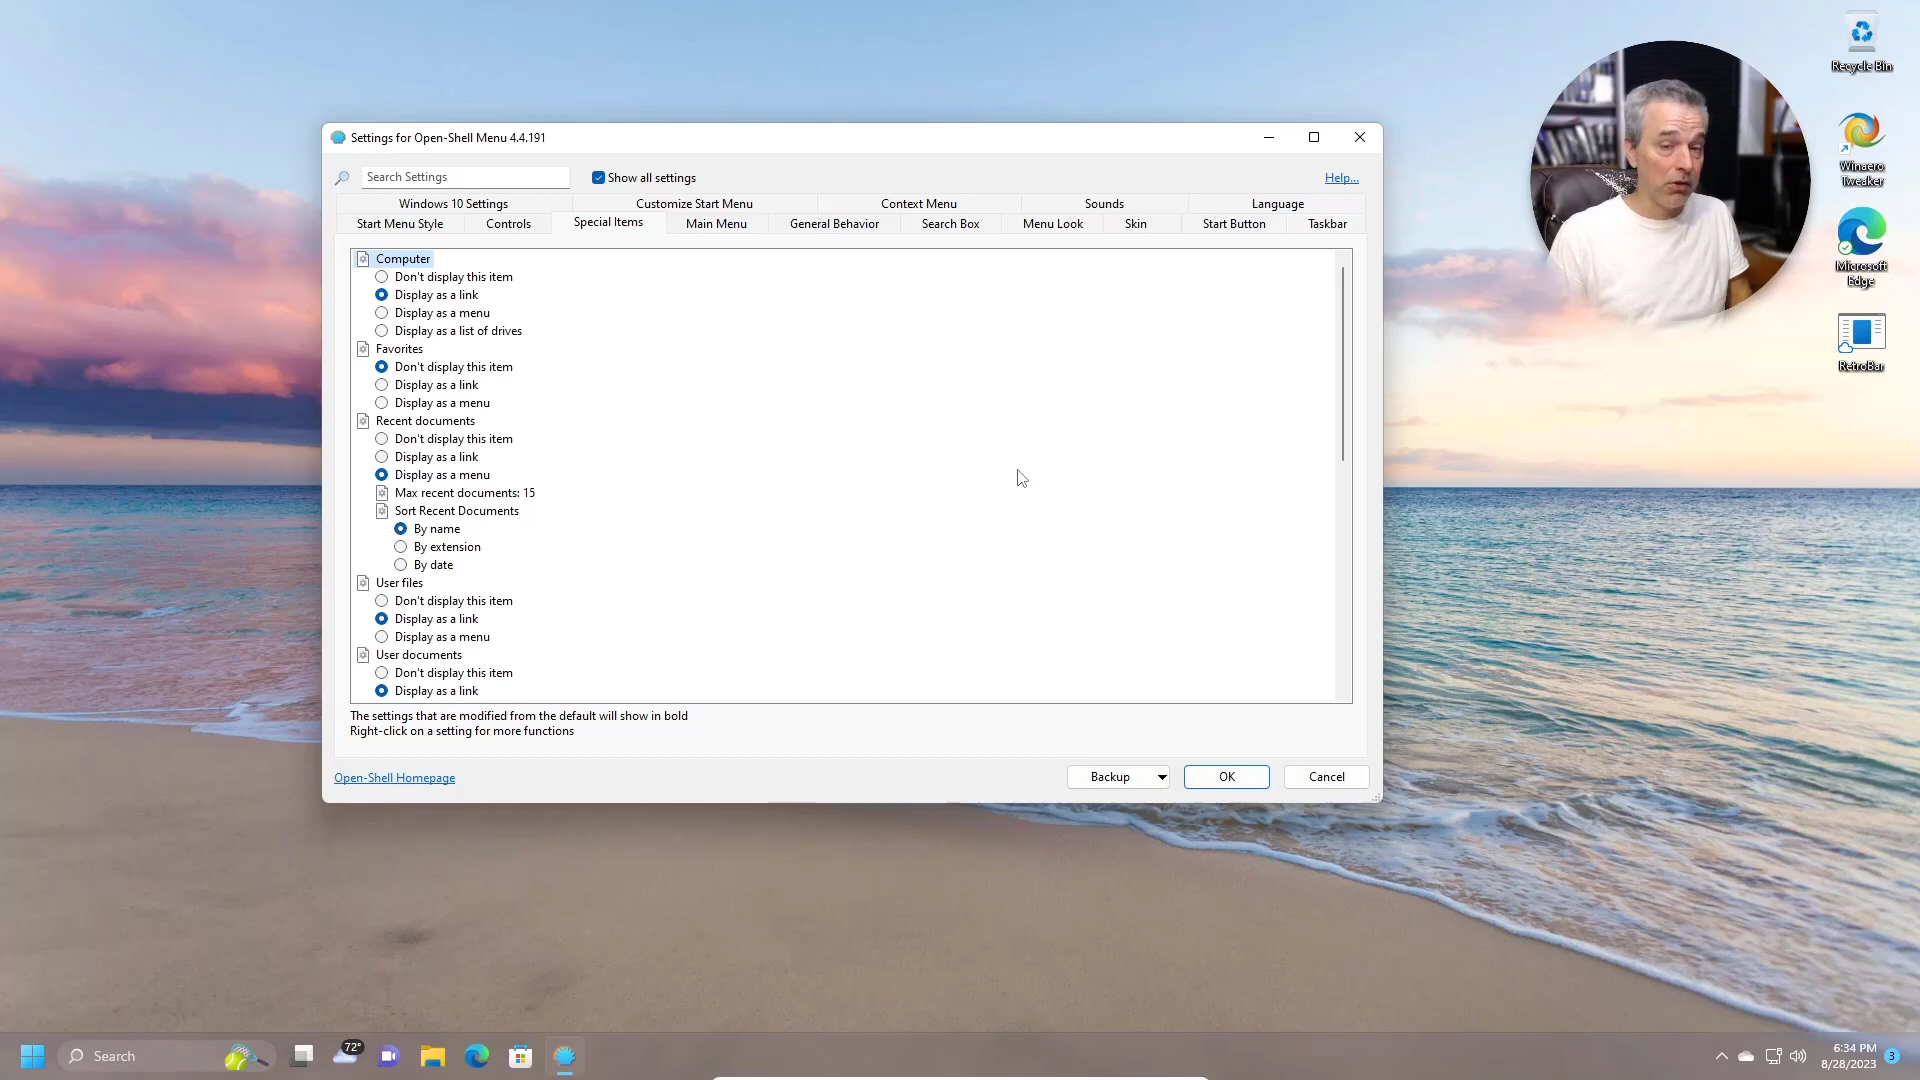 Recycle Bin
Winaero
Tweaker
Microsoft
Edge
RetroBar
Settings for Open-Shell Menu 4.4.191
Search Settings
Show all settings
Help...
Windows 10 Settings
Customize Start Menu
Context Menu
Sounds
Language
Start Menu Style
Controls
Special Items
Main Menu
General Behavior
Search Box
Menu Look
Skin
Start Button
Taskbar
Computer
Don't display this item
Display as a link
Display as a menu
Display as a list of drives
Favorites
Don't display this item
Display as a link
Display as a menu
Recent documents
Don't display this item
Display as a link
Display as a menu
Max recent documents: 15
Sort Recent Documents
By name
By extension
By date
User files
Don't display this item
Display as a link
Display as a menu
User documents
Don't display this item
Display as a link
The settings that are modified from the default will show in bold
Right-click on a setting for more functions
Open-Shell Homepage
Backup
OK
Cancel
Search
72°
6:34 PM
8/28/2023
3